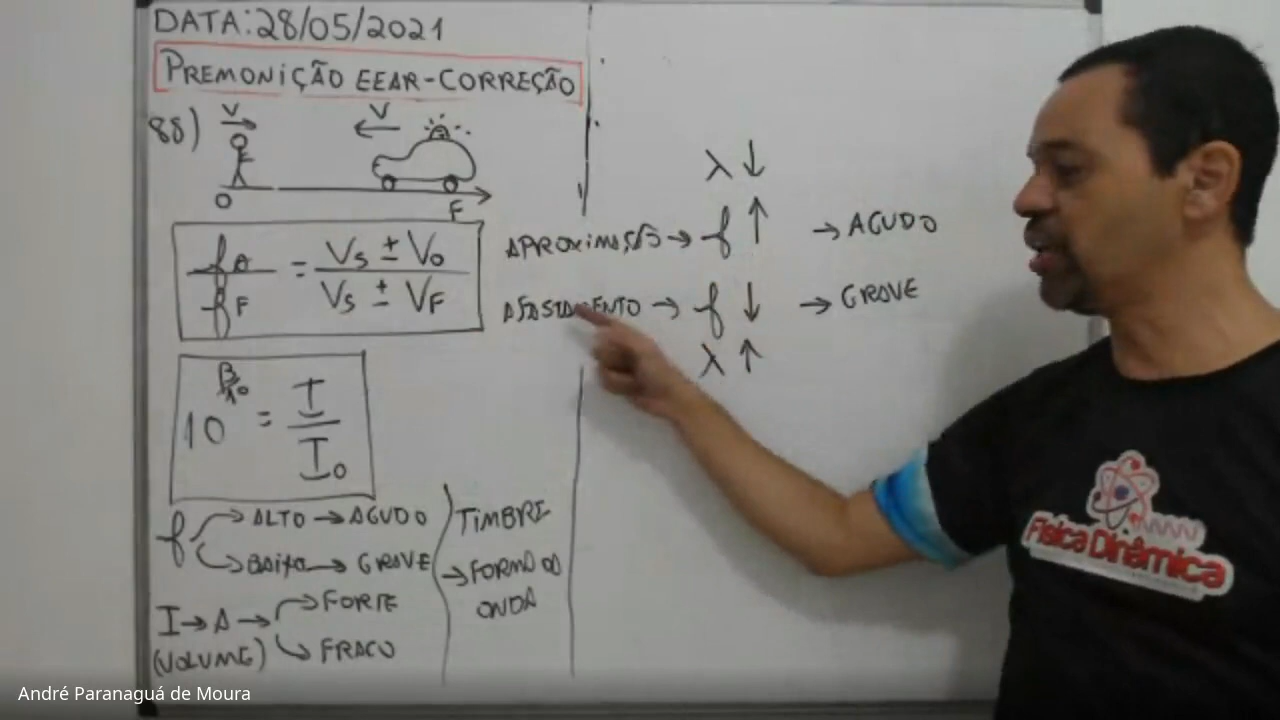 DATA:28/05/2021
PREMONIÇÃO EEAR-CORREÇÃO
88)
V V
O F
fA/fF = Vs ± Vo/Vs ± VF
10^β/10 = I/I₀
f → ALTO → AGUDO
→ BAIXA → GRAVE
I → A → FORTE
(VOLUME) → FRACO
TIMBRE
→ FORMA DA
ONDA
λ ↓
APROXIMAÇÃO → f ↑ → AGUDO
AFASTAMENTO → f ↓ → GRAVE
λ ↑
Física Dinâmica
André Paranaguá de Moura